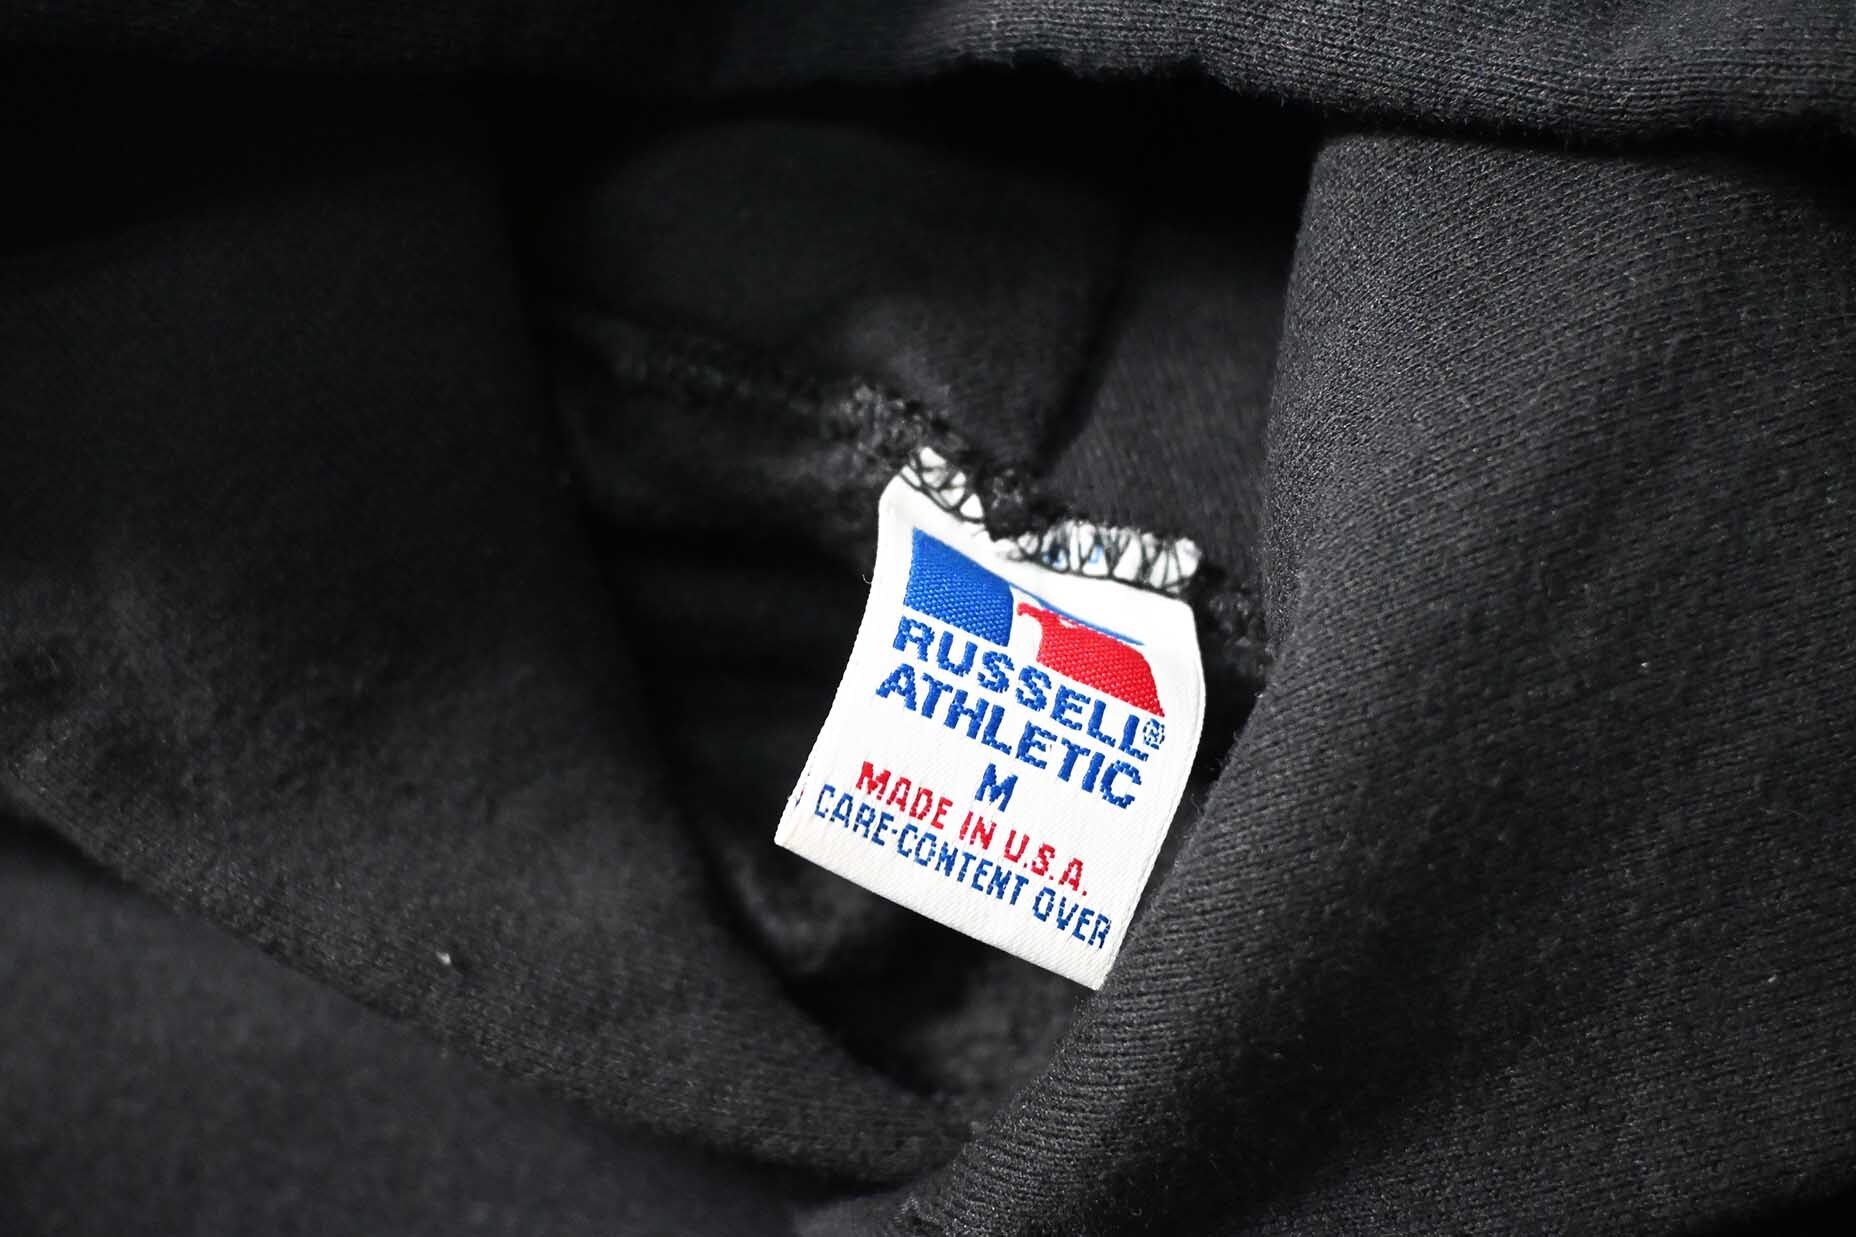 RUSSELL®
ATHLETIC
M
MADE IN U.S.A.
CARE-CONTENT OVER